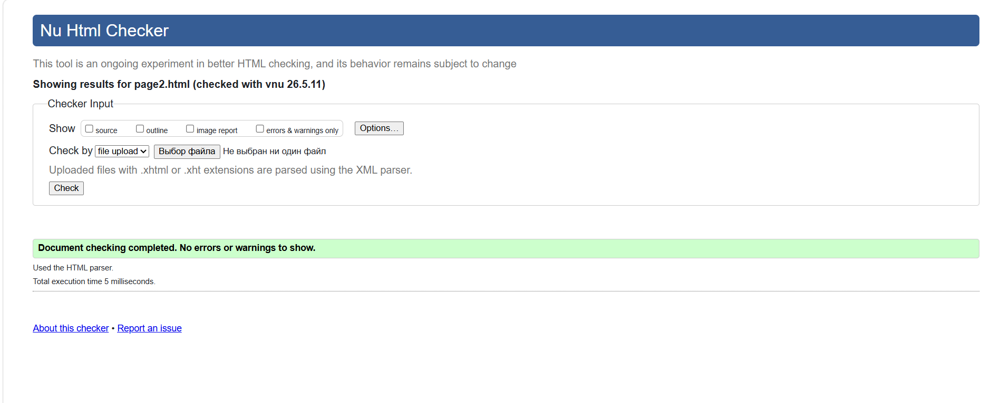 Nu Html Checker
This tool is an ongoing experiment in better HTML checking, and its behavior remains subject to change
Showing results for page2.html (checked with vnu 26.5.11)
Checker Input
Show source outline image report errors & warnings only Options…
Check by file upload Выбор файла Не выбран ни один файл
Uploaded files with .xhtml or .xht extensions are parsed using the XML parser.
Check
Document checking completed. No errors or warnings to show.
Used the HTML parser.
Total execution time 5 milliseconds.
About this checker • Report an issue